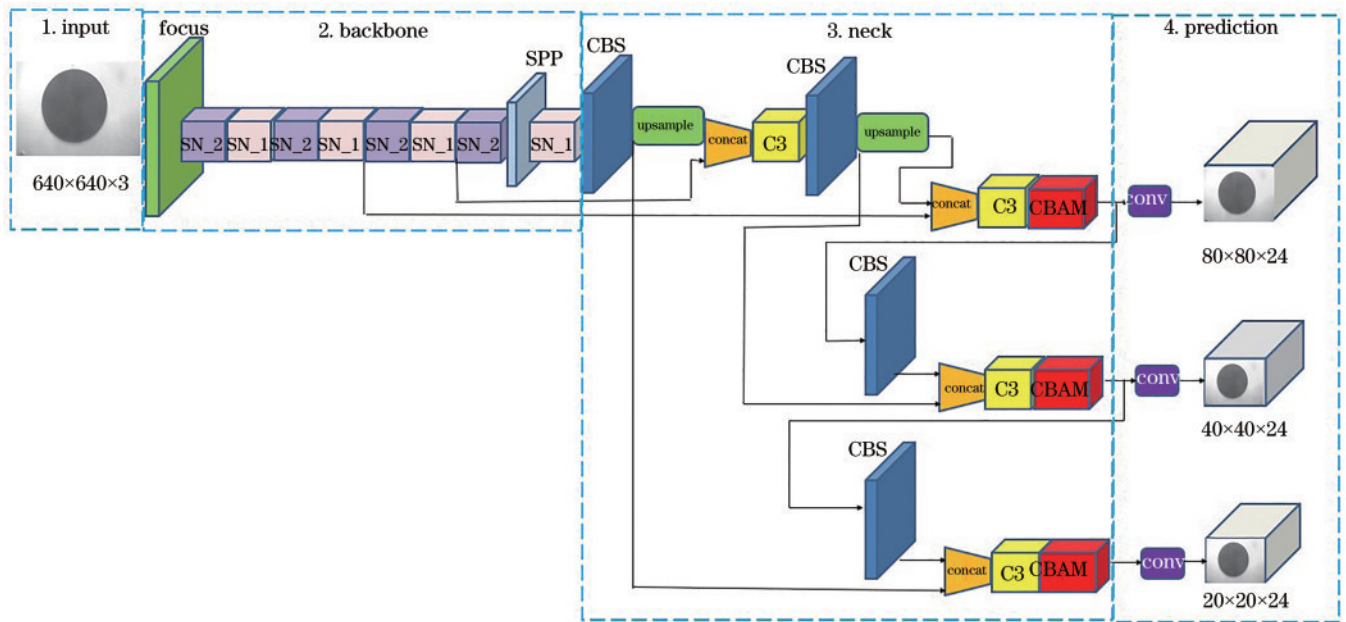 1. input
640×640×3
focus
2. backbone
SPP
SN_2
SN_1
SN_2
SN_1
SN_2
SN_1
SN_2
SN_1
3. neck
CBS
upsample
concat
C3
CBS
upsample
concat
C3
CBAM
CBS
concat
C3
CBAM
CBS
concat
C3
CBAM
4. prediction
conv
80×80×24
conv
40×40×24
conv
20×20×24